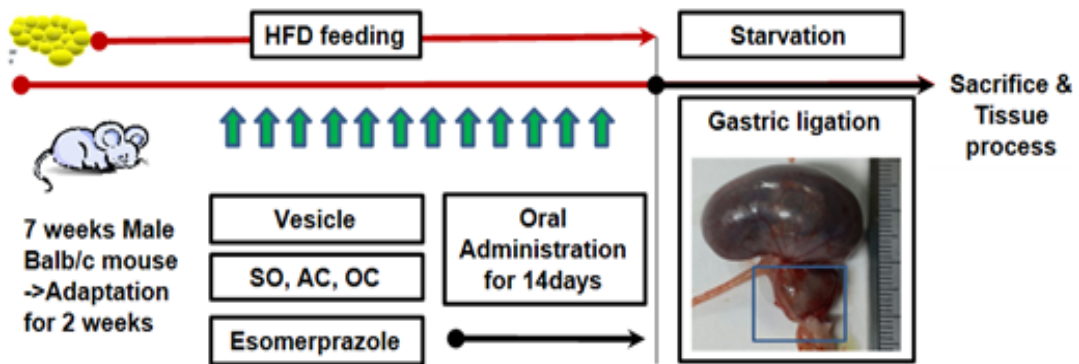 HFD feeding
Starvation
Sacrifice &
Tissue
process
Gastric ligation
7 weeks Male
Balb/c mouse
->Adaptation
for 2 weeks
Vesicle
SO, AC, OC
Esomerprazole
Oral
Administration
for 14days